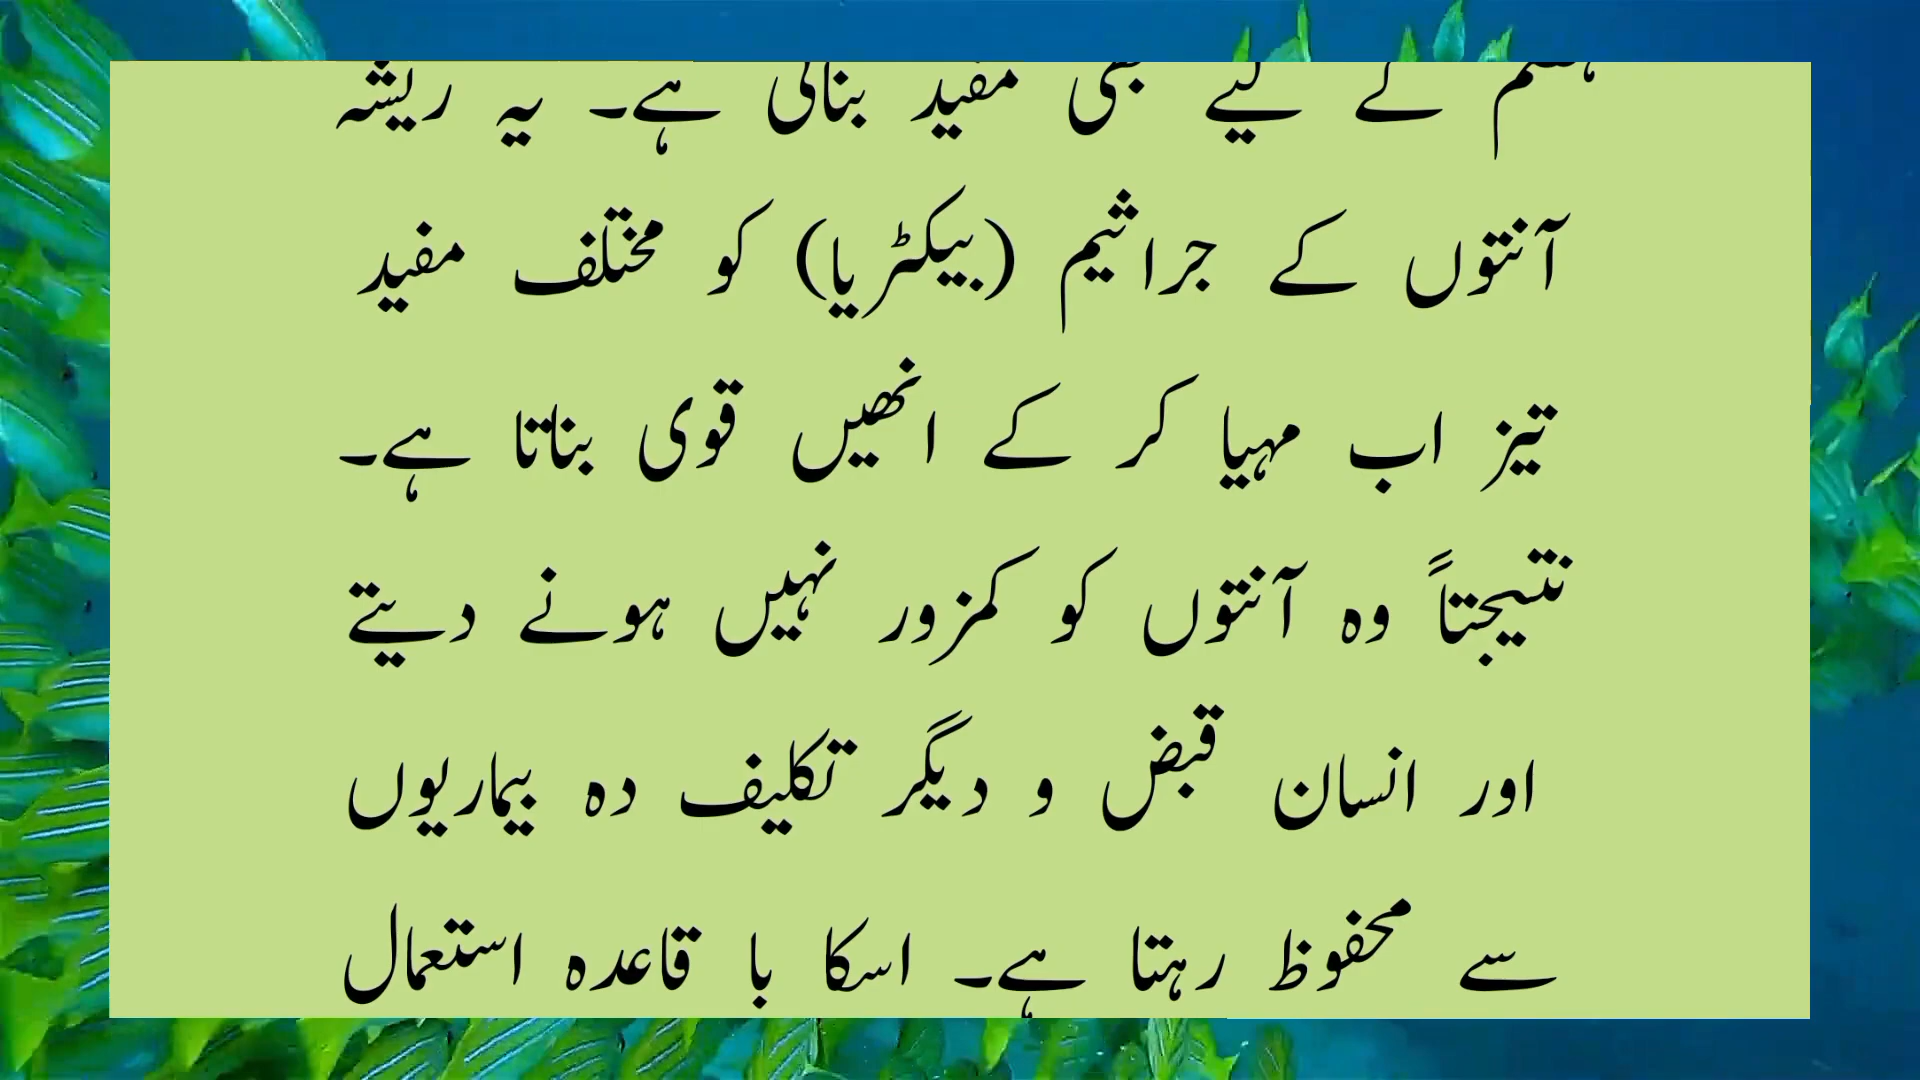 ہضم کے لیے بھی مفید بناتی ہے۔ یہ ریشہ
آنتوں کے جراثیم (بیکٹریا) کو مختلف مفید
تیز اب مہیا کر کے انھیں قوی بناتا ہے۔
نتیجتاً وہ آنتوں کو کمزور نہیں ہونے دیتے
اور انسان قبض و دیگر تکلیف دہ بیماریوں
سے محفوظ رہتا ہے۔ اسکا با قاعدہ استعمال